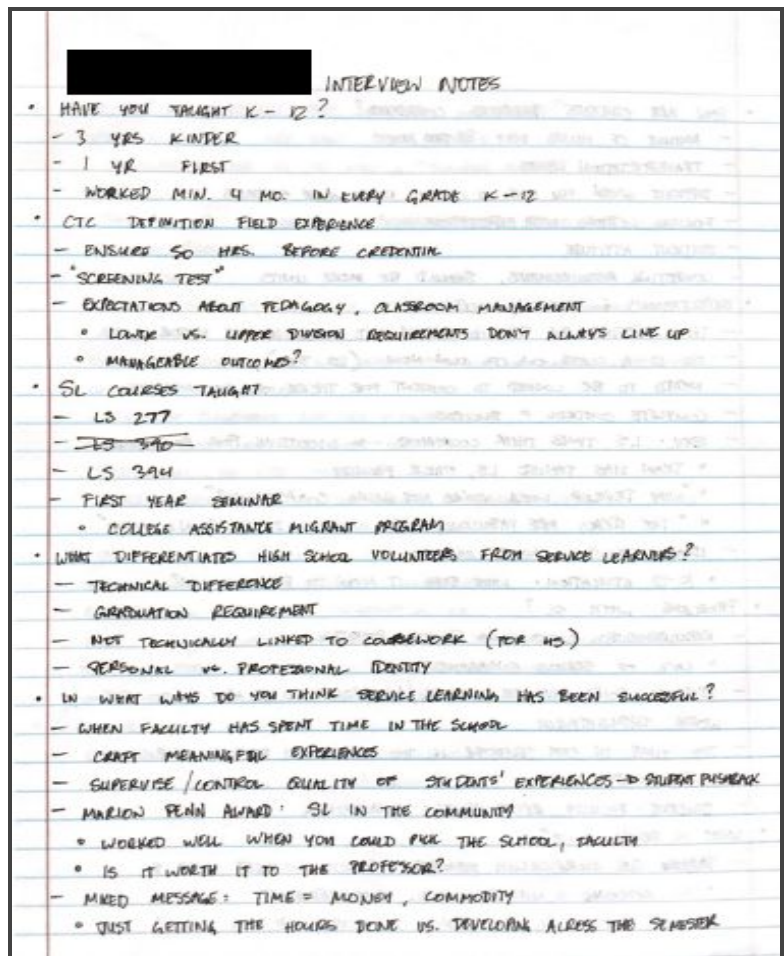 INTERVIEW NOTES
• HAVE YOU TAUGHT K-12?
- 3 YRS KINDER
- 1 YR FIRST
- WORKED MIN. 4 MO. IN EVERY GRADE K-12
• CTC DEFINITION FIELD EXPERIENCE
- ENSURE 50 HRS. BEFORE CREDENTIAL
- "SCREENING TEST"
- EXPECTATIONS ABOUT PEDAGOGY, CLASSROOM MANAGEMENT
• LOWER VS. UPPER DIVISION REQUIREMENTS DON'T ALWAYS LINE UP
• MANAGEABLE OUTCOMES?
• SL COURSES TAUGHT
- LS 277
- LS 390
- LS 394
- FIRST YEAR SEMINAR
• COLLEGE ASSISTANCE MIGRANT PROGRAM
• WHAT DIFFERENTIATED HIGH SCHOOL VOLUNTEERS FROM SERVICE LEARNERS?
- TECHNICAL DIFFERENCE
- GRADUATION REQUIREMENT
- NOT TECHNICALLY LINKED TO COURSEWORK (FOR HS)
- PERSONAL VS. PROFESSIONAL IDENTITY
• IN WHAT WAYS DO YOU THINK SERVICE LEARNING HAS BEEN SUCCESSFUL?
- WHEN FACULTY HAS SPENT TIME IN THE SCHOOL
- CRAFT MEANINGFUL EXPERIENCES
- SUPERVISE/CONTROL QUALITY OF STUDENTS' EXPERIENCES → STUDENT PUSHBACK
- MARION PENN AWARD: SL IN THE COMMUNITY
• WORKED WELL WHEN YOU COULD PICK THE SCHOOL, FACULTY
• IS IT WORTH IT TO THE PROFESSOR?
- MIXED MESSAGE: TIME = MONEY, COMMODITY
• JUST GETTING THE HOURS DONE VS. DEVELOPING ACROSS THE SEMESTER